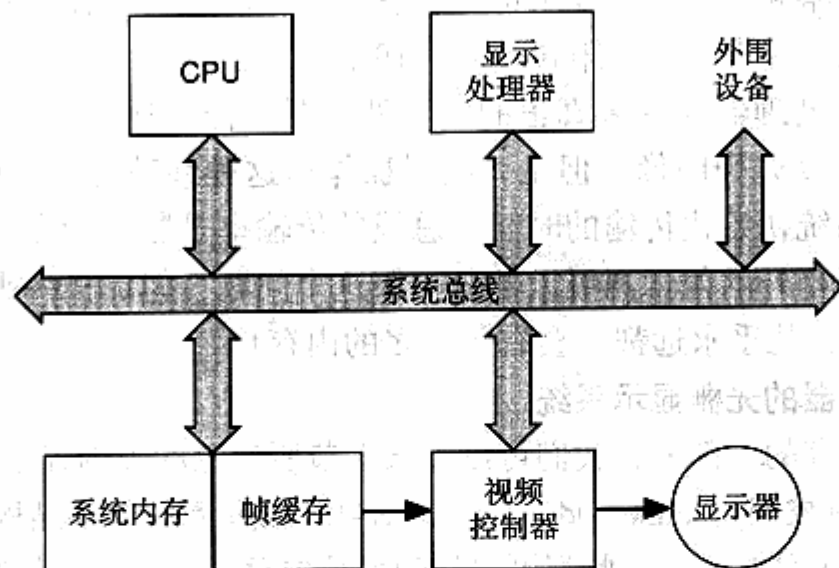 CPU
显示
处理器
外围
设备
系统总线
系统内存
帧缓存
视频
控制器
显示器